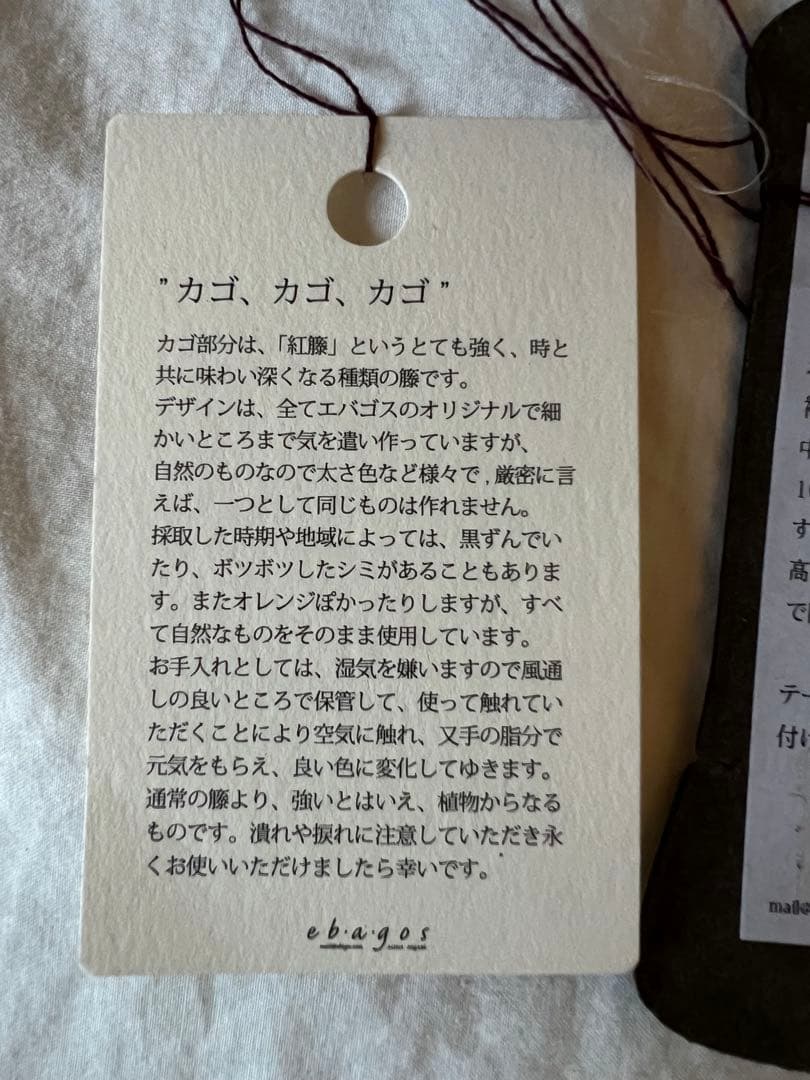 ” カゴ、カゴ、カゴ ”
カゴ部分は、「紅籐」というとても強く、時と
共に味わい深くなる種類の籐です。
デザインは、全てエバゴスのオリジナルで細
かいところまで気を遣い作っていますが、
自然のものなので太さ色など様々で , 厳密に言
えば、一つとして同じものは作れません。
採取した時期や地域によっては、黒ずんでい
たり、ボツボツしたシミがあることもありま
す。またオレンジぽかったりしますが、すべ
て自然なものをそのまま使用しています。
お手入れとしては、湿気を嫌いますので風通
しの良いところで保管して、使って触れてい
ただくことにより空気に触れ、又手の脂分で
元気をもらえ、良い色に変化してゆきます。
通常の籐より、強いとはいえ、植物からなる
ものです。潰れや捩れに注意していただき永
くお使いいただけましたら幸いです。
e b・a・g o s
す
高
で
テー
付け